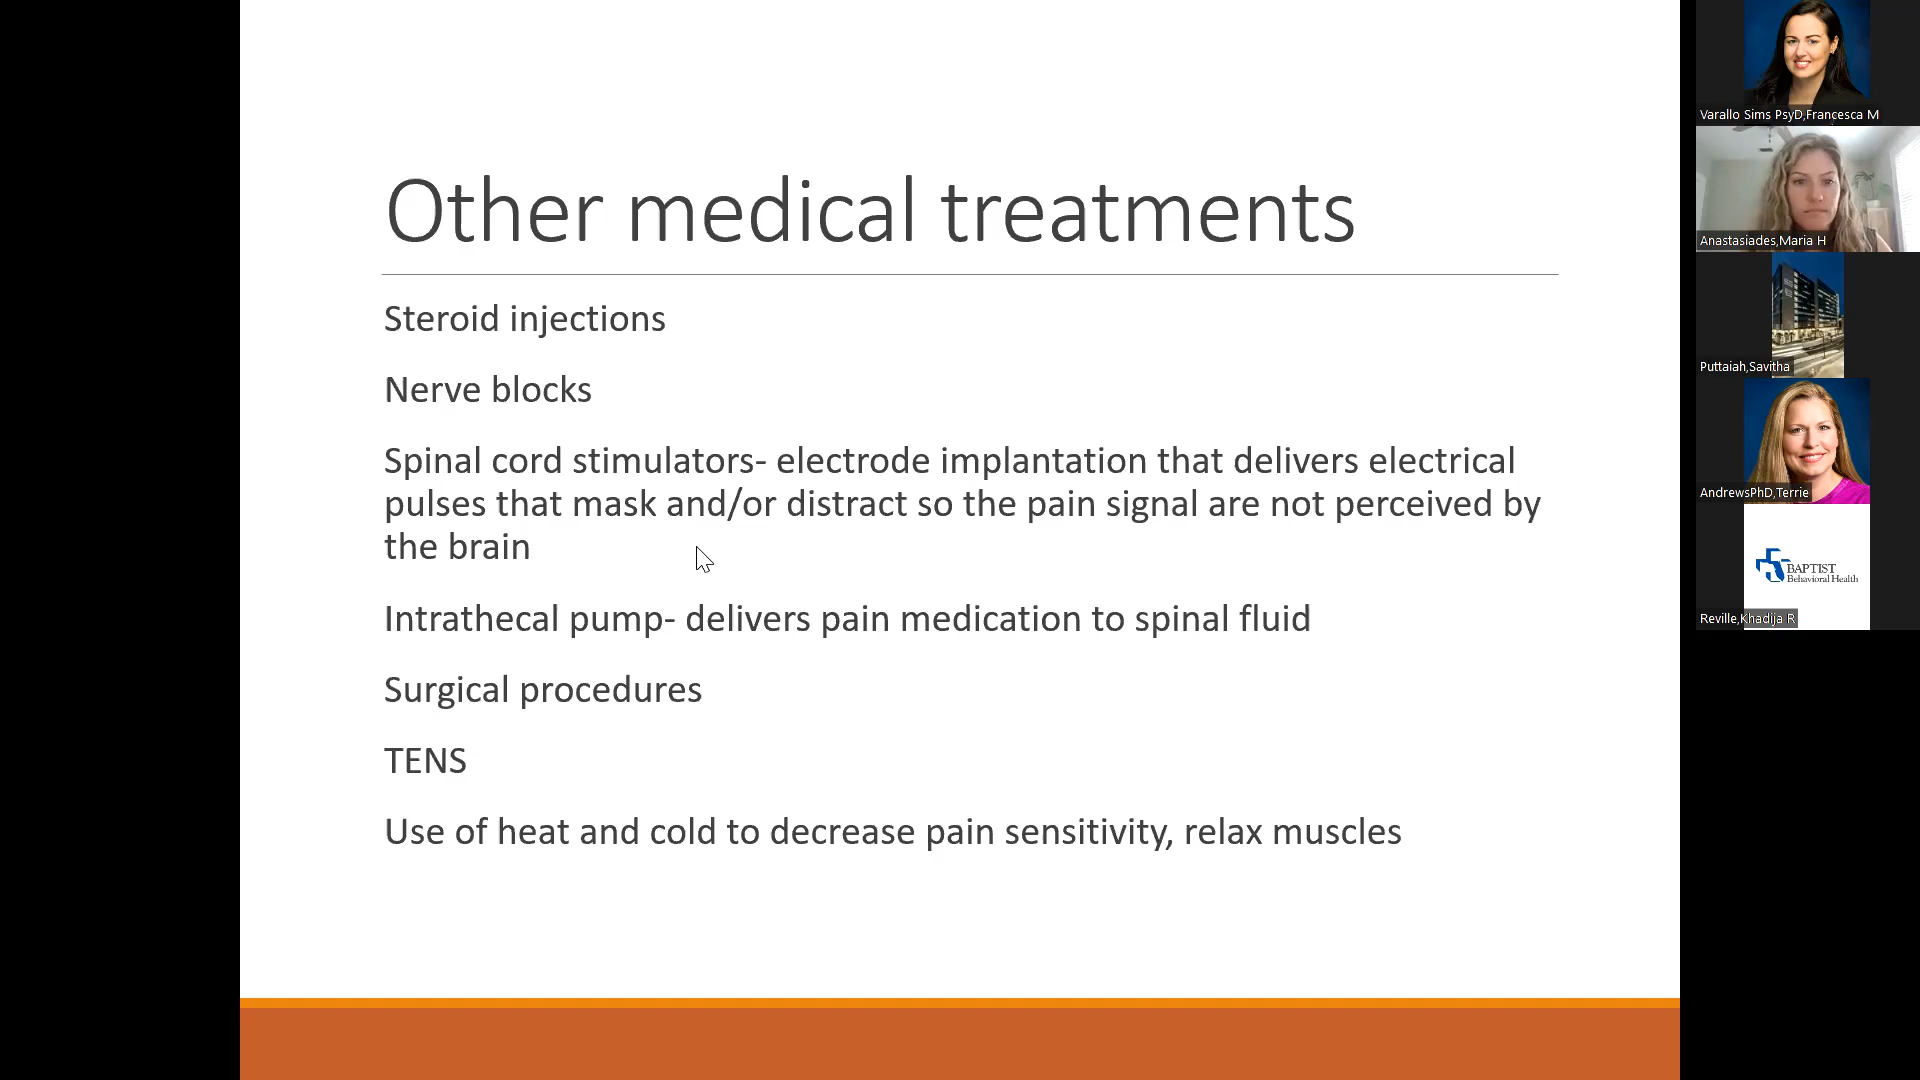 Other medical treatments
Steroid injections
Nerve blocks
Spinal cord stimulators- electrode implantation that delivers electrical
pulses that mask and/or distract so the pain signal are not perceived by
the brain
Intrathecal pump- delivers pain medication to spinal fluid
Surgical procedures
TENS
Use of heat and cold to decrease pain sensitivity, relax muscles
Varallo Sims PsyD,Francesca M
Anastasiades,Maria H
Puttaiah,Savitha
AndrewsPhD,Terrie
BAPTIST
Behavioral Health
Reville,Khadija R